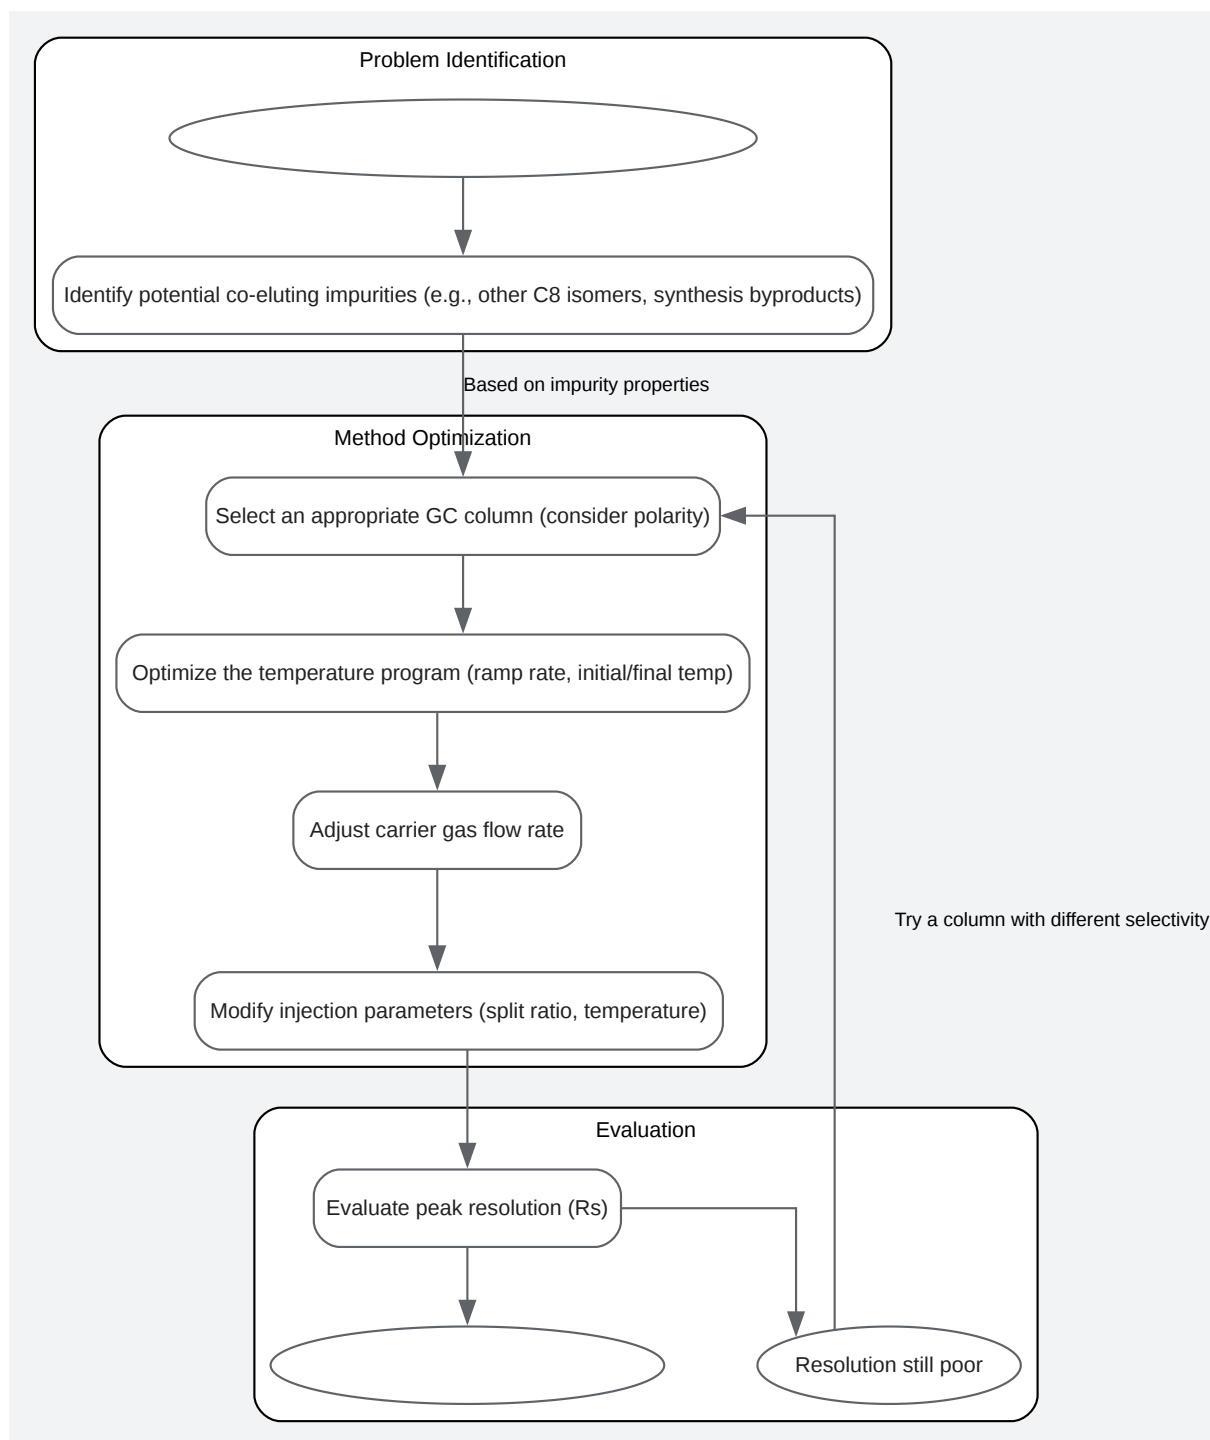 Problem Identification
Identify potential co-eluting impurities (e.g., other C8 isomers, synthesis byproducts)
Based on impurity properties
Method Optimization
Select an appropriate GC column (consider polarity)
Optimize the temperature program (ramp rate, initial/final temp)
Adjust carrier gas flow rate
Try a column with different selectivity
Modify injection parameters (split ratio, temperature)
Evaluation
Evaluate peak resolution (Rs)
Resolution still poor